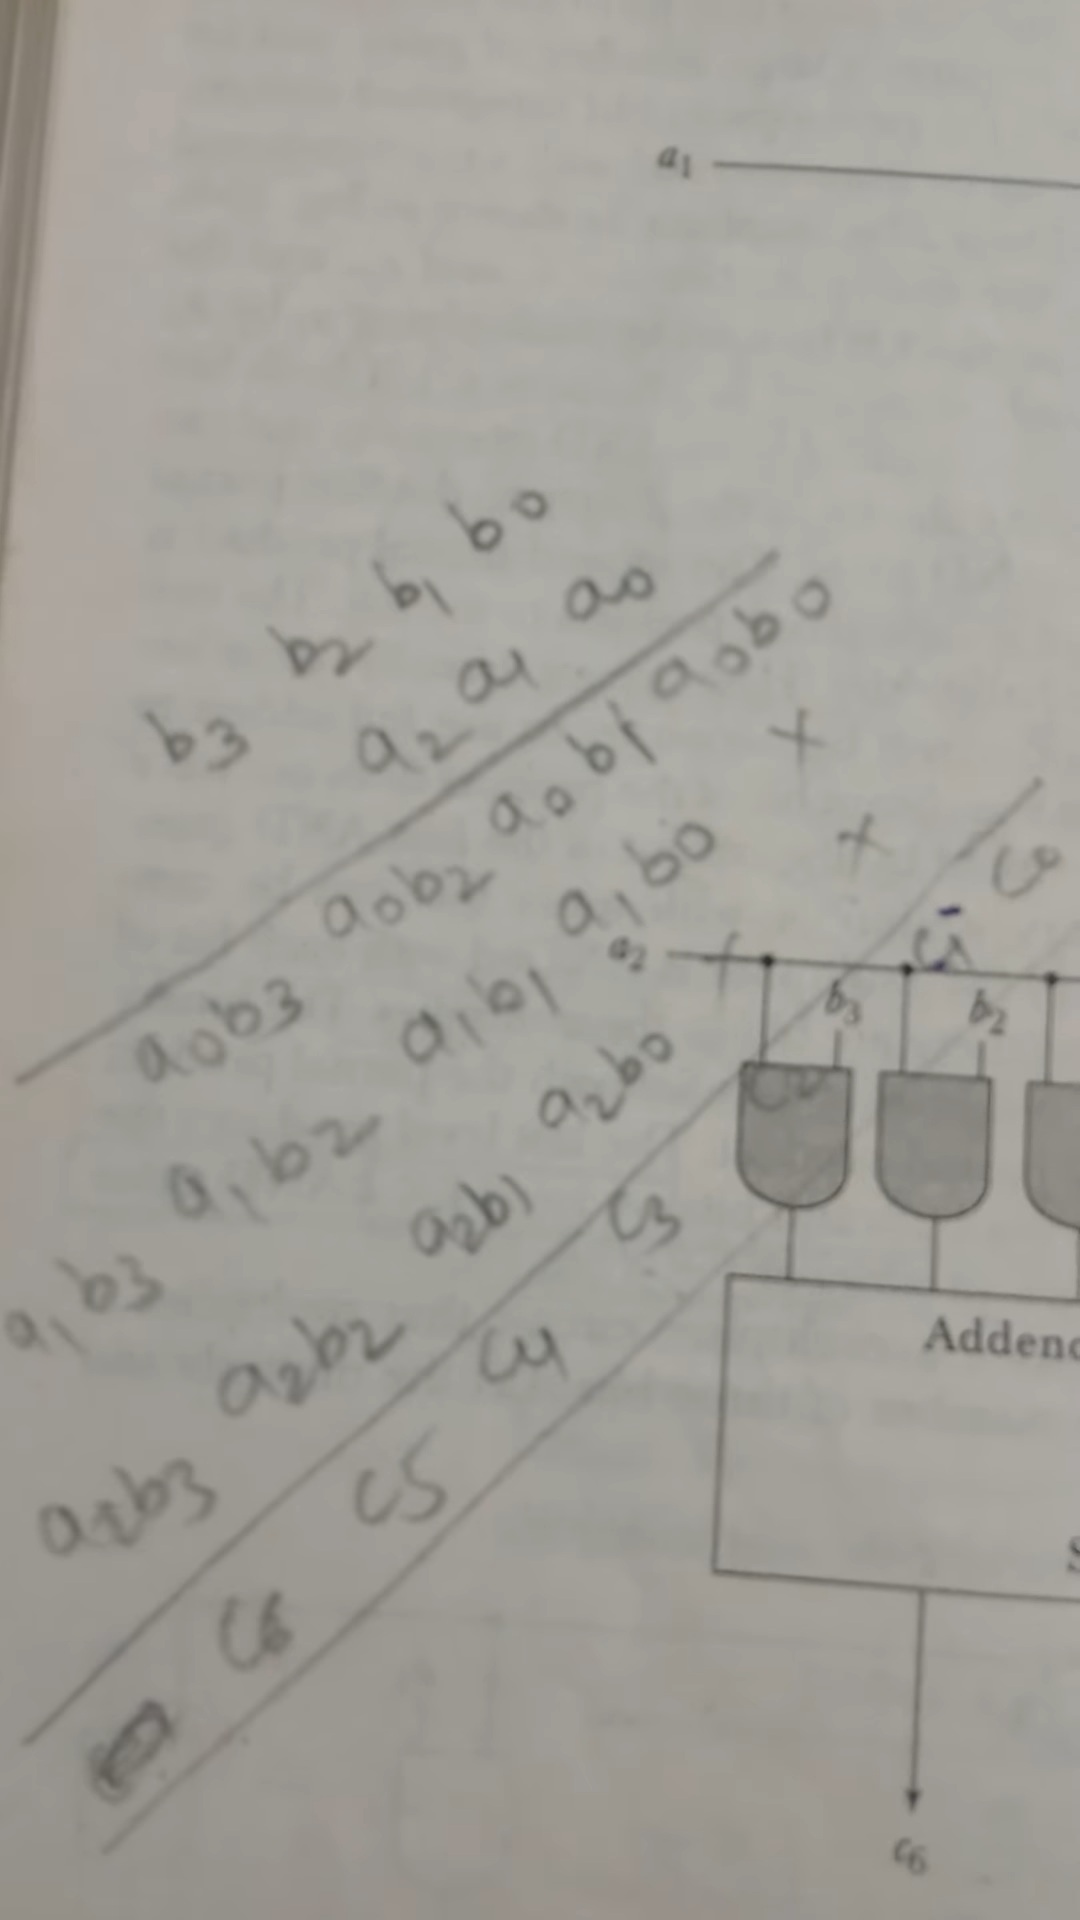 a1
b3 b2 b1 b0
a2 a1 a0
a0b3 a0b2 a0b1 a0b0
a1b3 a1b2 a1b1 a1b0 +
a2b3 a2b2 a2b1 a2b0 + +
C6 C5 C4 C3 C2 C1 C0
a2
b3 b2
Addend
S
c6